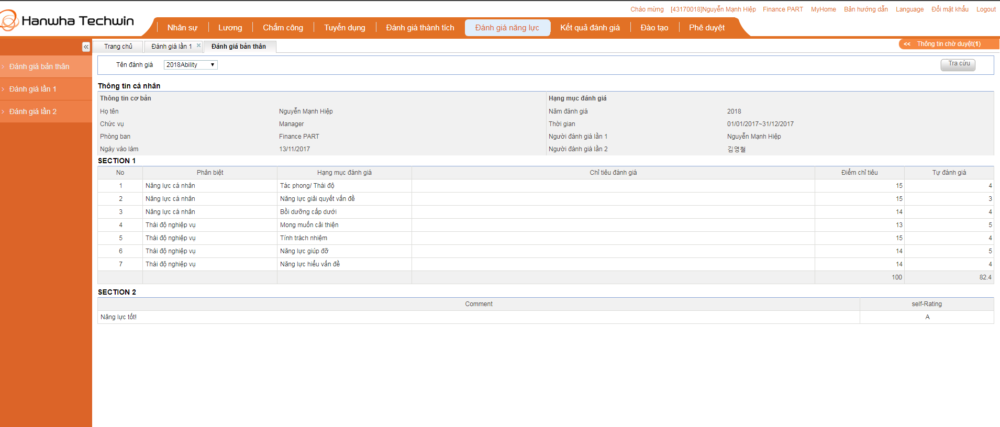 Chào mừng [43170018]Nguyễn Mạnh Hiệp Finance PART MyHome Bản hướng dẫn Language Đổi mật khẩu Logout
Hanwha Techwin
Nhân sự Lương Chấm công Tuyển dụng Đánh giá thành tích Đánh giá năng lực Kết quả đánh giá Đào tạo Phê duyệt
« Trang chủ Đánh giá lần 1 × Đánh giá bản thân << Thông tin chờ duyệt(1)
Đánh giá bản thân
Đánh giá lần 1
Đánh giá lần 2
Tên đánh giá 2018Ability Tra cứu
Thông tin cá nhân
Thông tin cơ bản Hạng mục đánh giá
Họ tên Nguyễn Mạnh Hiệp Năm đánh giá 2018
Chức vụ Manager Thời gian 01/01/2017~31/12/2017
Phòng ban Finance PART Người đánh giá lần 1 Nguyễn Mạnh Hiệp
Ngày vào làm 13/11/2017 Người đánh giá lần 2 김영철
SECTION 1
No Phân biệt Hạng mục đánh giá Chỉ tiêu đánh giá Điểm chỉ tiêu Tự đánh giá
1 Năng lực cá nhân Tác phong/ Thái độ 15 4
2 Năng lực cá nhân Năng lực giải quyết vấn đề 15 3
3 Năng lực cá nhân Bồi dưỡng cấp dưới 14 4
4 Thái độ nghiệp vụ Mong muốn cải thiện 13 5
5 Thái độ nghiệp vụ Tính trách nhiệm 15 4
6 Thái độ nghiệp vụ Năng lực giúp đỡ 14 5
7 Thái độ nghiệp vụ Năng lực hiểu vấn đề 14 4
100 82.4
SECTION 2
Comment self-Rating
Năng lực tốt! A